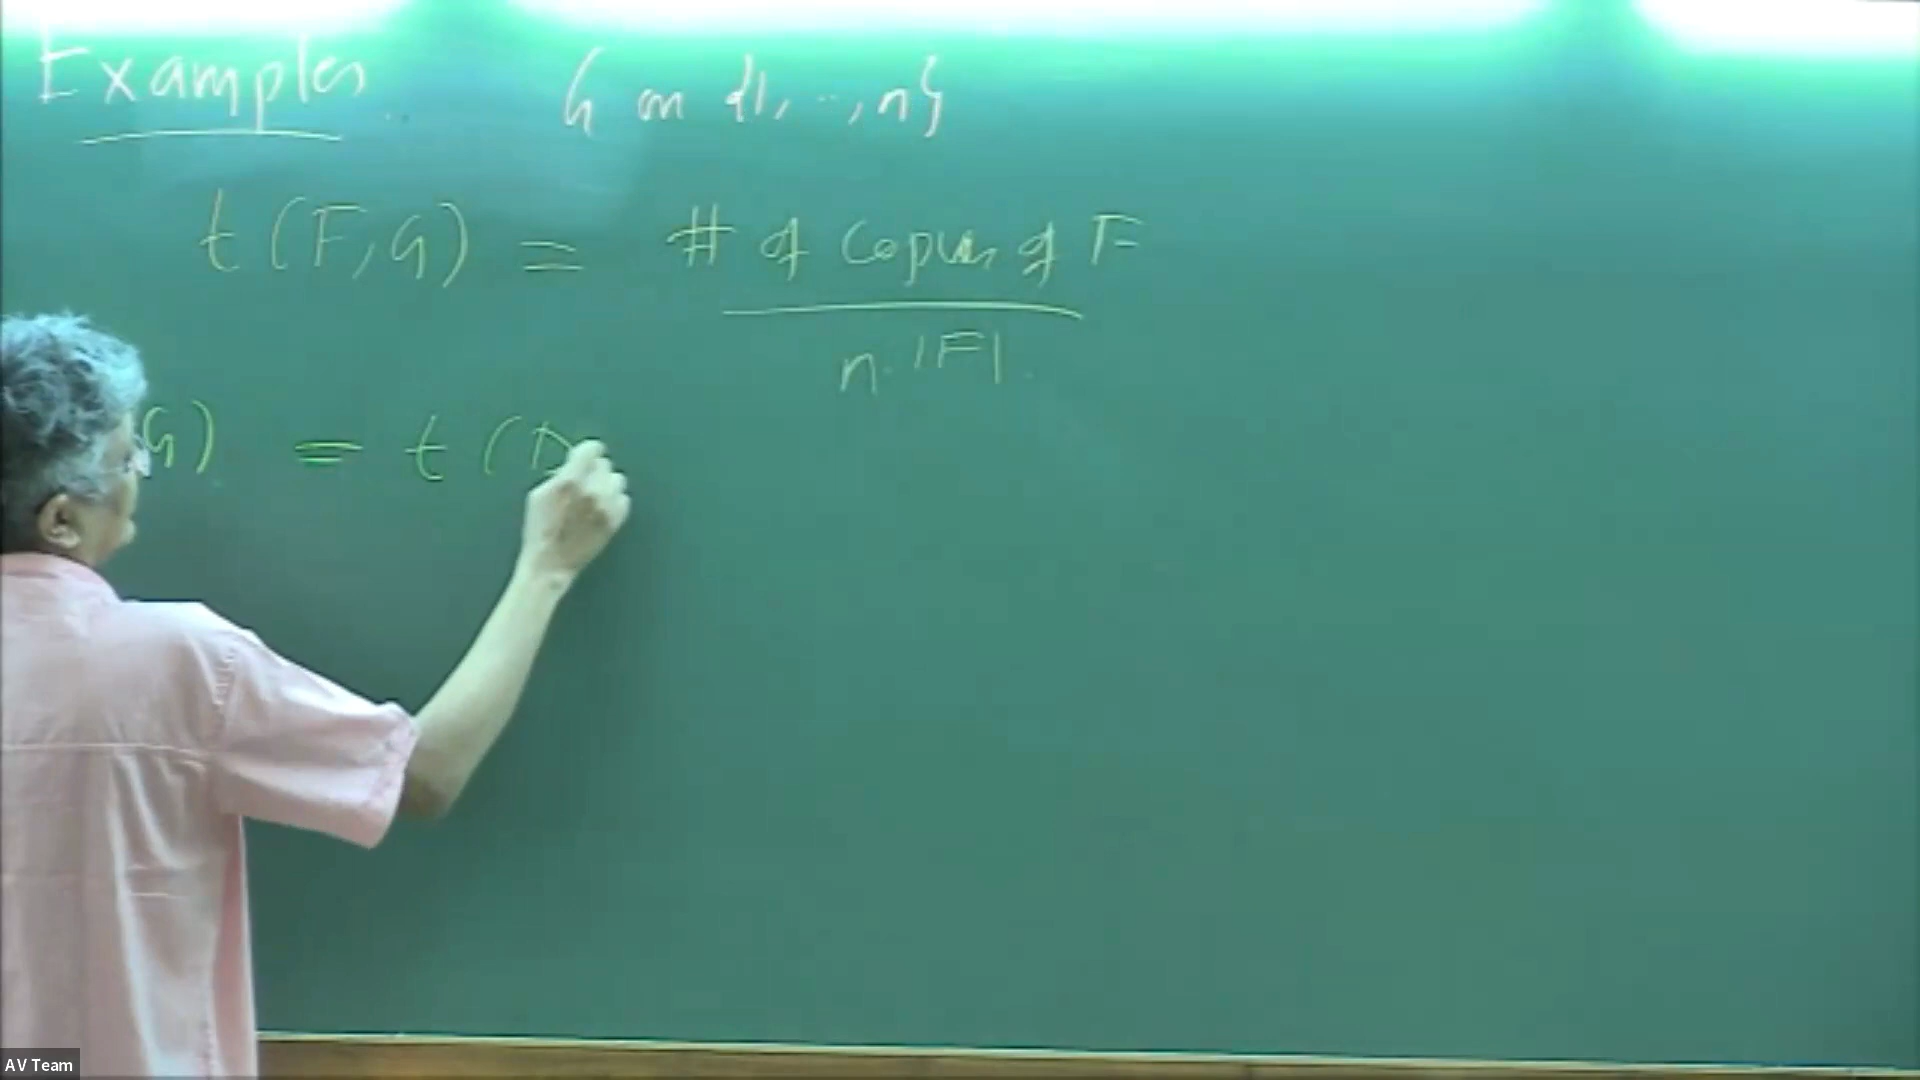 Examples G on {1, .., n}
t(F, G) = # of copies of F
n.|F|.
G) = t (
AV Team